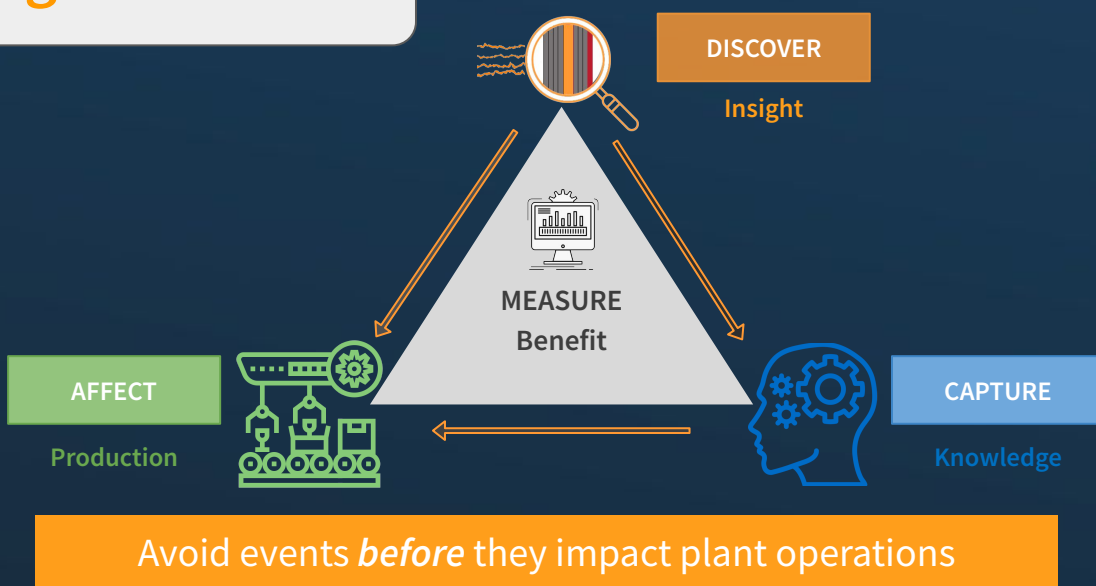 g
DISCOVER
Insight
MEASURE
Benefit
AFFECT
Production
CAPTURE
Knowledge
Avoid events before they impact plant operations